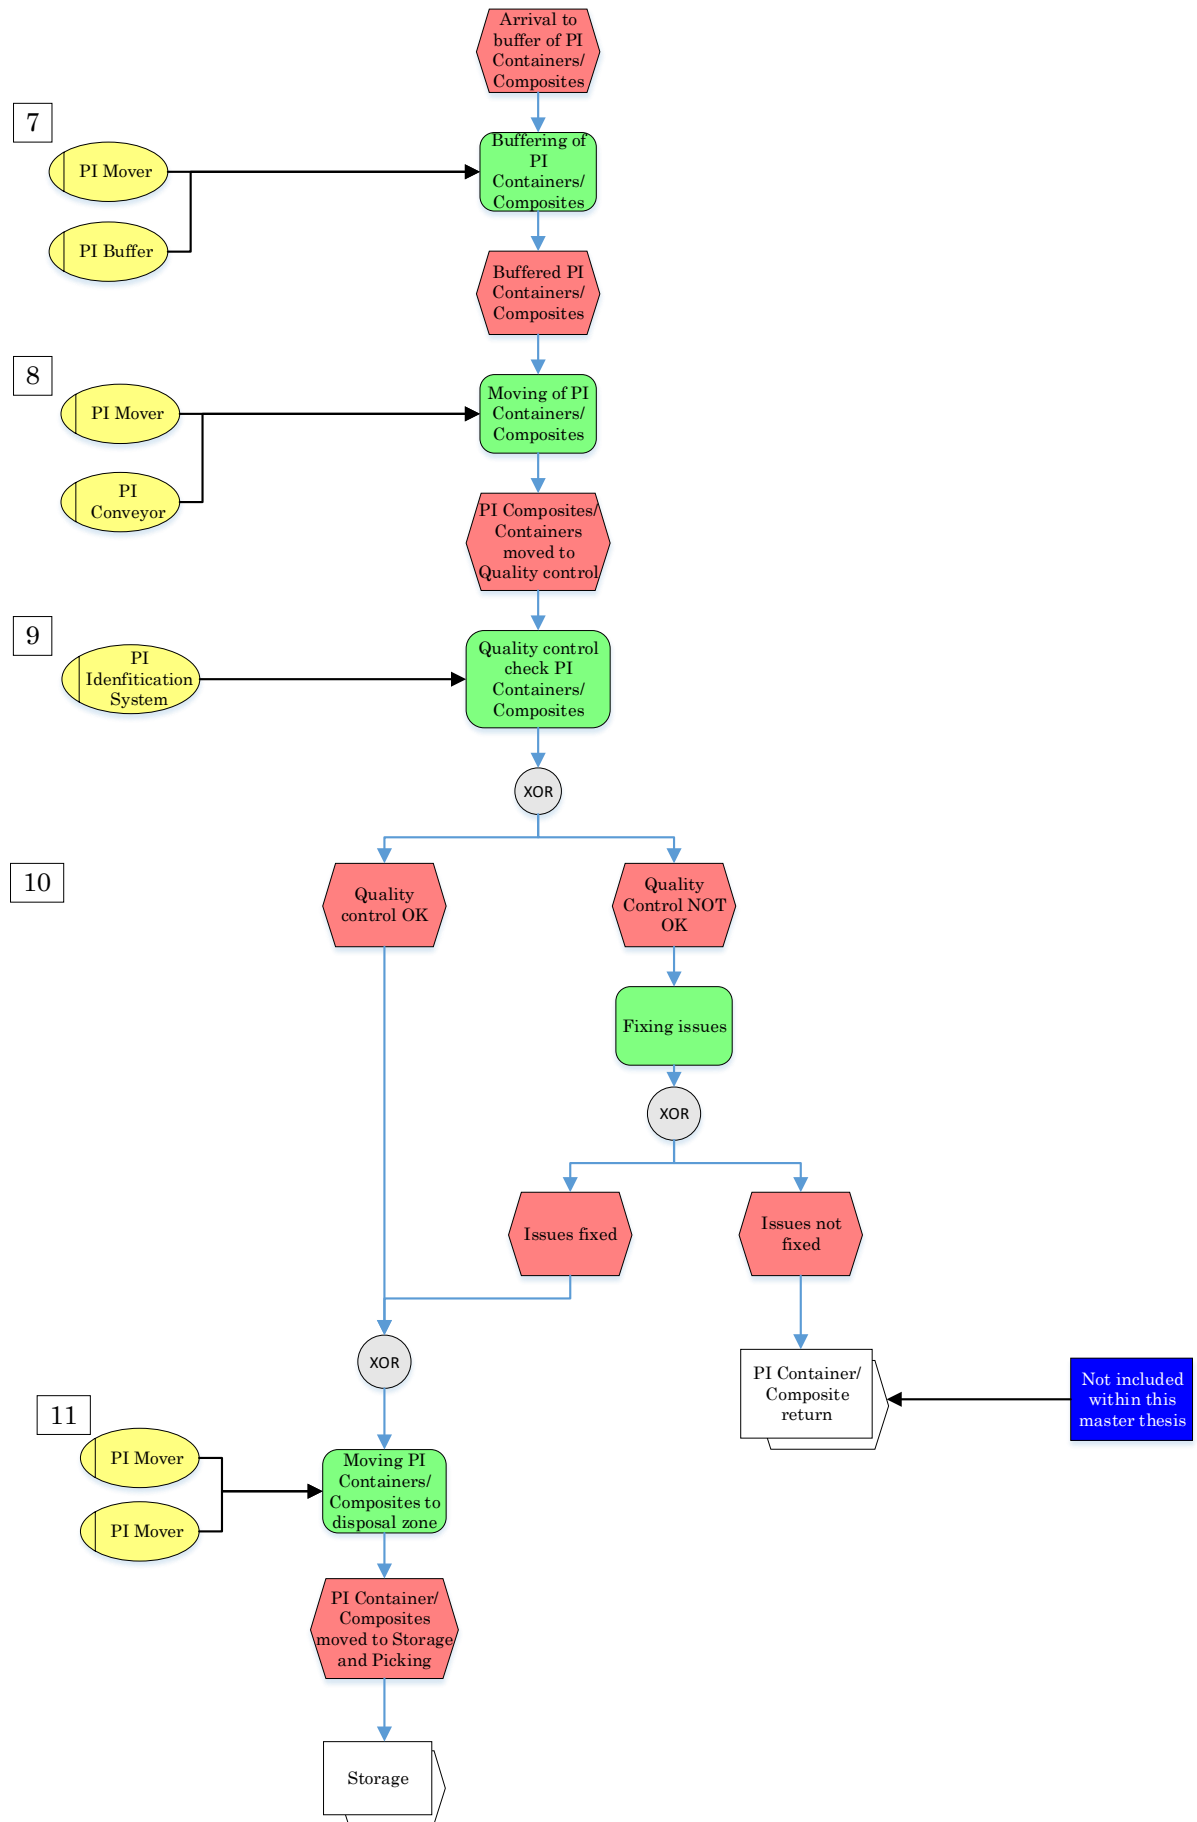 Arrival to
buffer of PI
Containers/
Composites
7
PI Mover
Buffering of
PI
Containers/
Composites
PI Buffer
Buffered PI
Containers/
Composites
8
PI Mover
Moving of PI
Containers/
Composites
PI
Conveyor
PI Composites/
Containers
moved to
Quality control
9
PI
Idenfitication
System
Quality control
check PI
Containers/
Composites
XOR
10
Quality
control OK
Quality
Control NOT
OK
Fixing issues
XOR
Issues fixed
Issues not
fixed
XOR
PI Container/
Composite
return
Not included
within this
master thesis
11
PI Mover
PI Mover
Moving PI
Containers/
Composites to
disposal zone
PI Container/
Composites
moved to Storage
and Picking
Storage